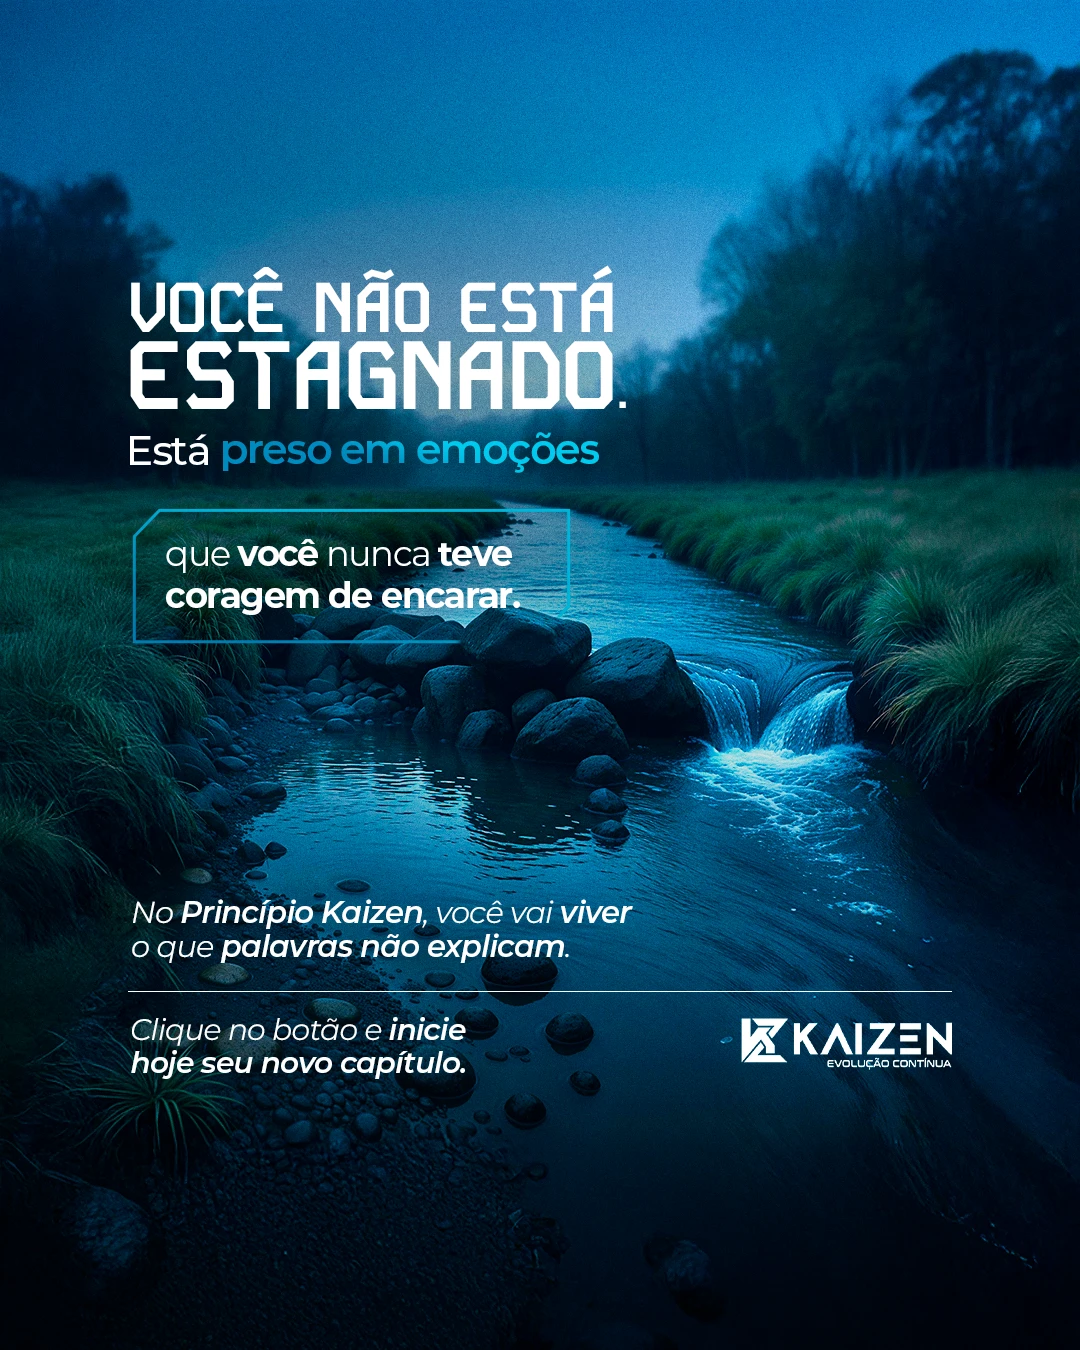 VOCÊ NÃO ESTÁ
ESTAGNADO.
Está preso em emoções
que você nunca teve
coragem de encarar.
No Princípio Kaizen, você vai viver
o que palavras não explicam.
Clique no botão e inicie
hoje seu novo capítulo.
KAIZEN
EVOLUÇÃO CONTÍNUA